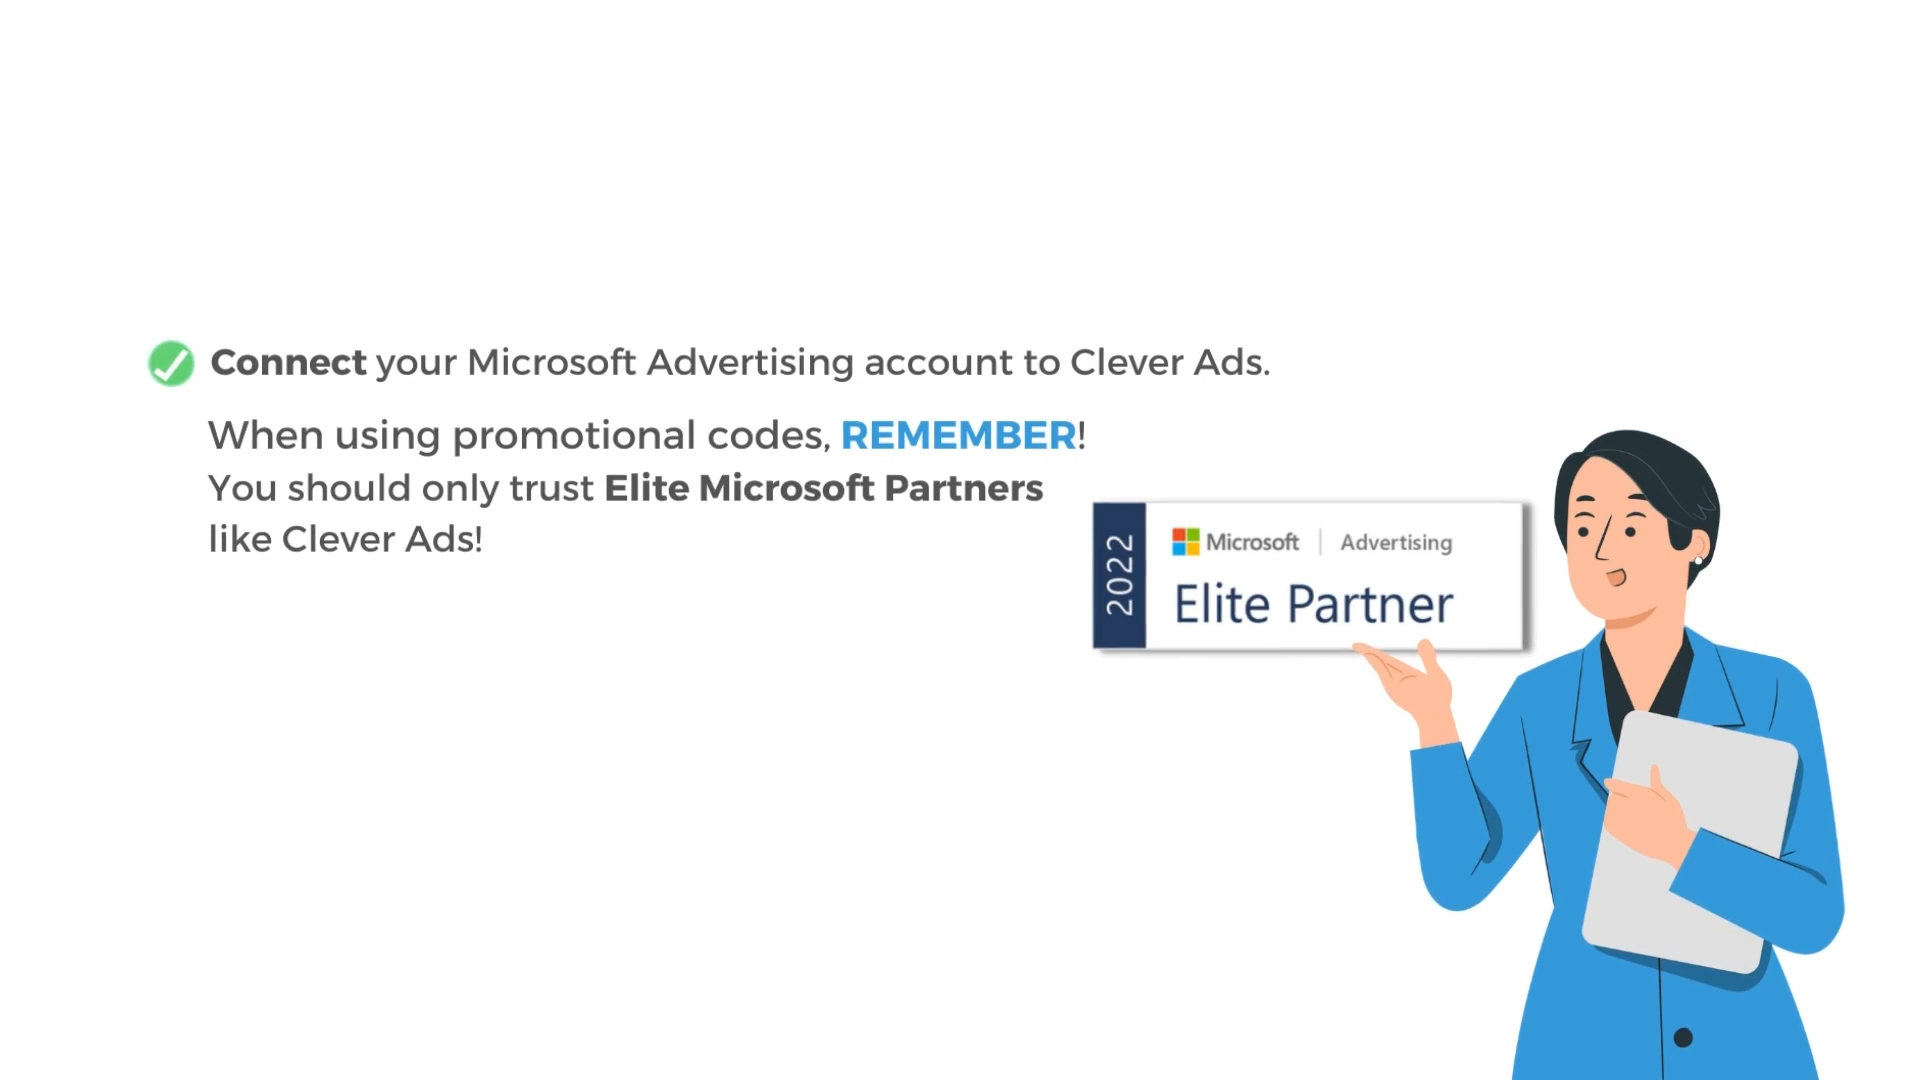 Connect your Microsoft Advertising account to Clever Ads.
When using promotional codes, REMEMBER!
You should only trust Elite Microsoft Partners
like Clever Ads!
2022
Microsoft | Advertising
Elite Partner